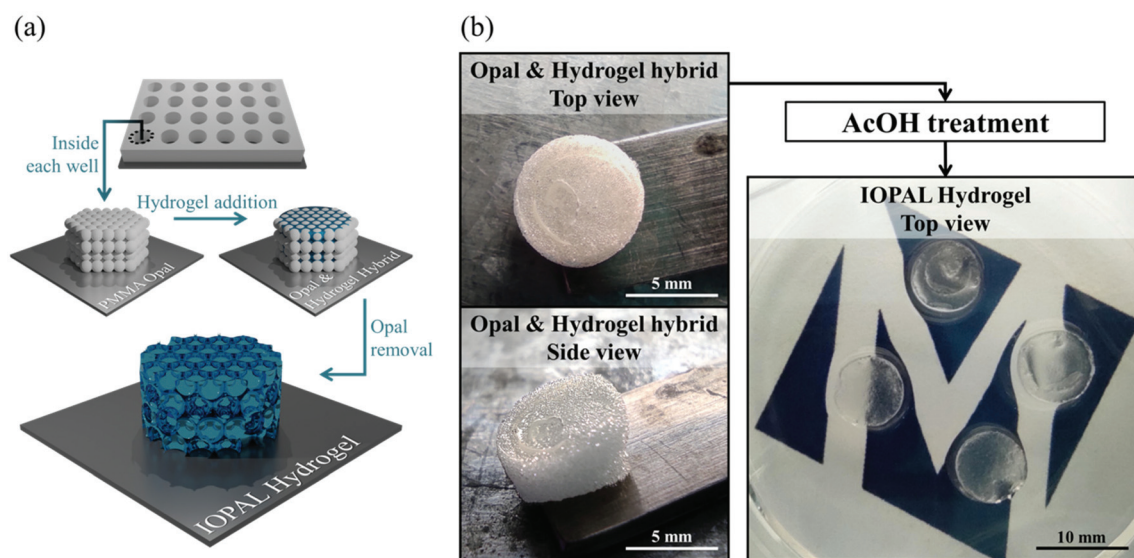 (a)
Inside
each well
Hydrogel addition
PMMA Opal
Opal &
Hydrogel Hybrid
Opal
removal
IOPAL Hydrogel
(b)
Opal & Hydrogel hybrid
Top view
5 mm
Opal & Hydrogel hybrid
Side view
5 mm
AcOH treatment
IOPAL Hydrogel
Top view
10 mm